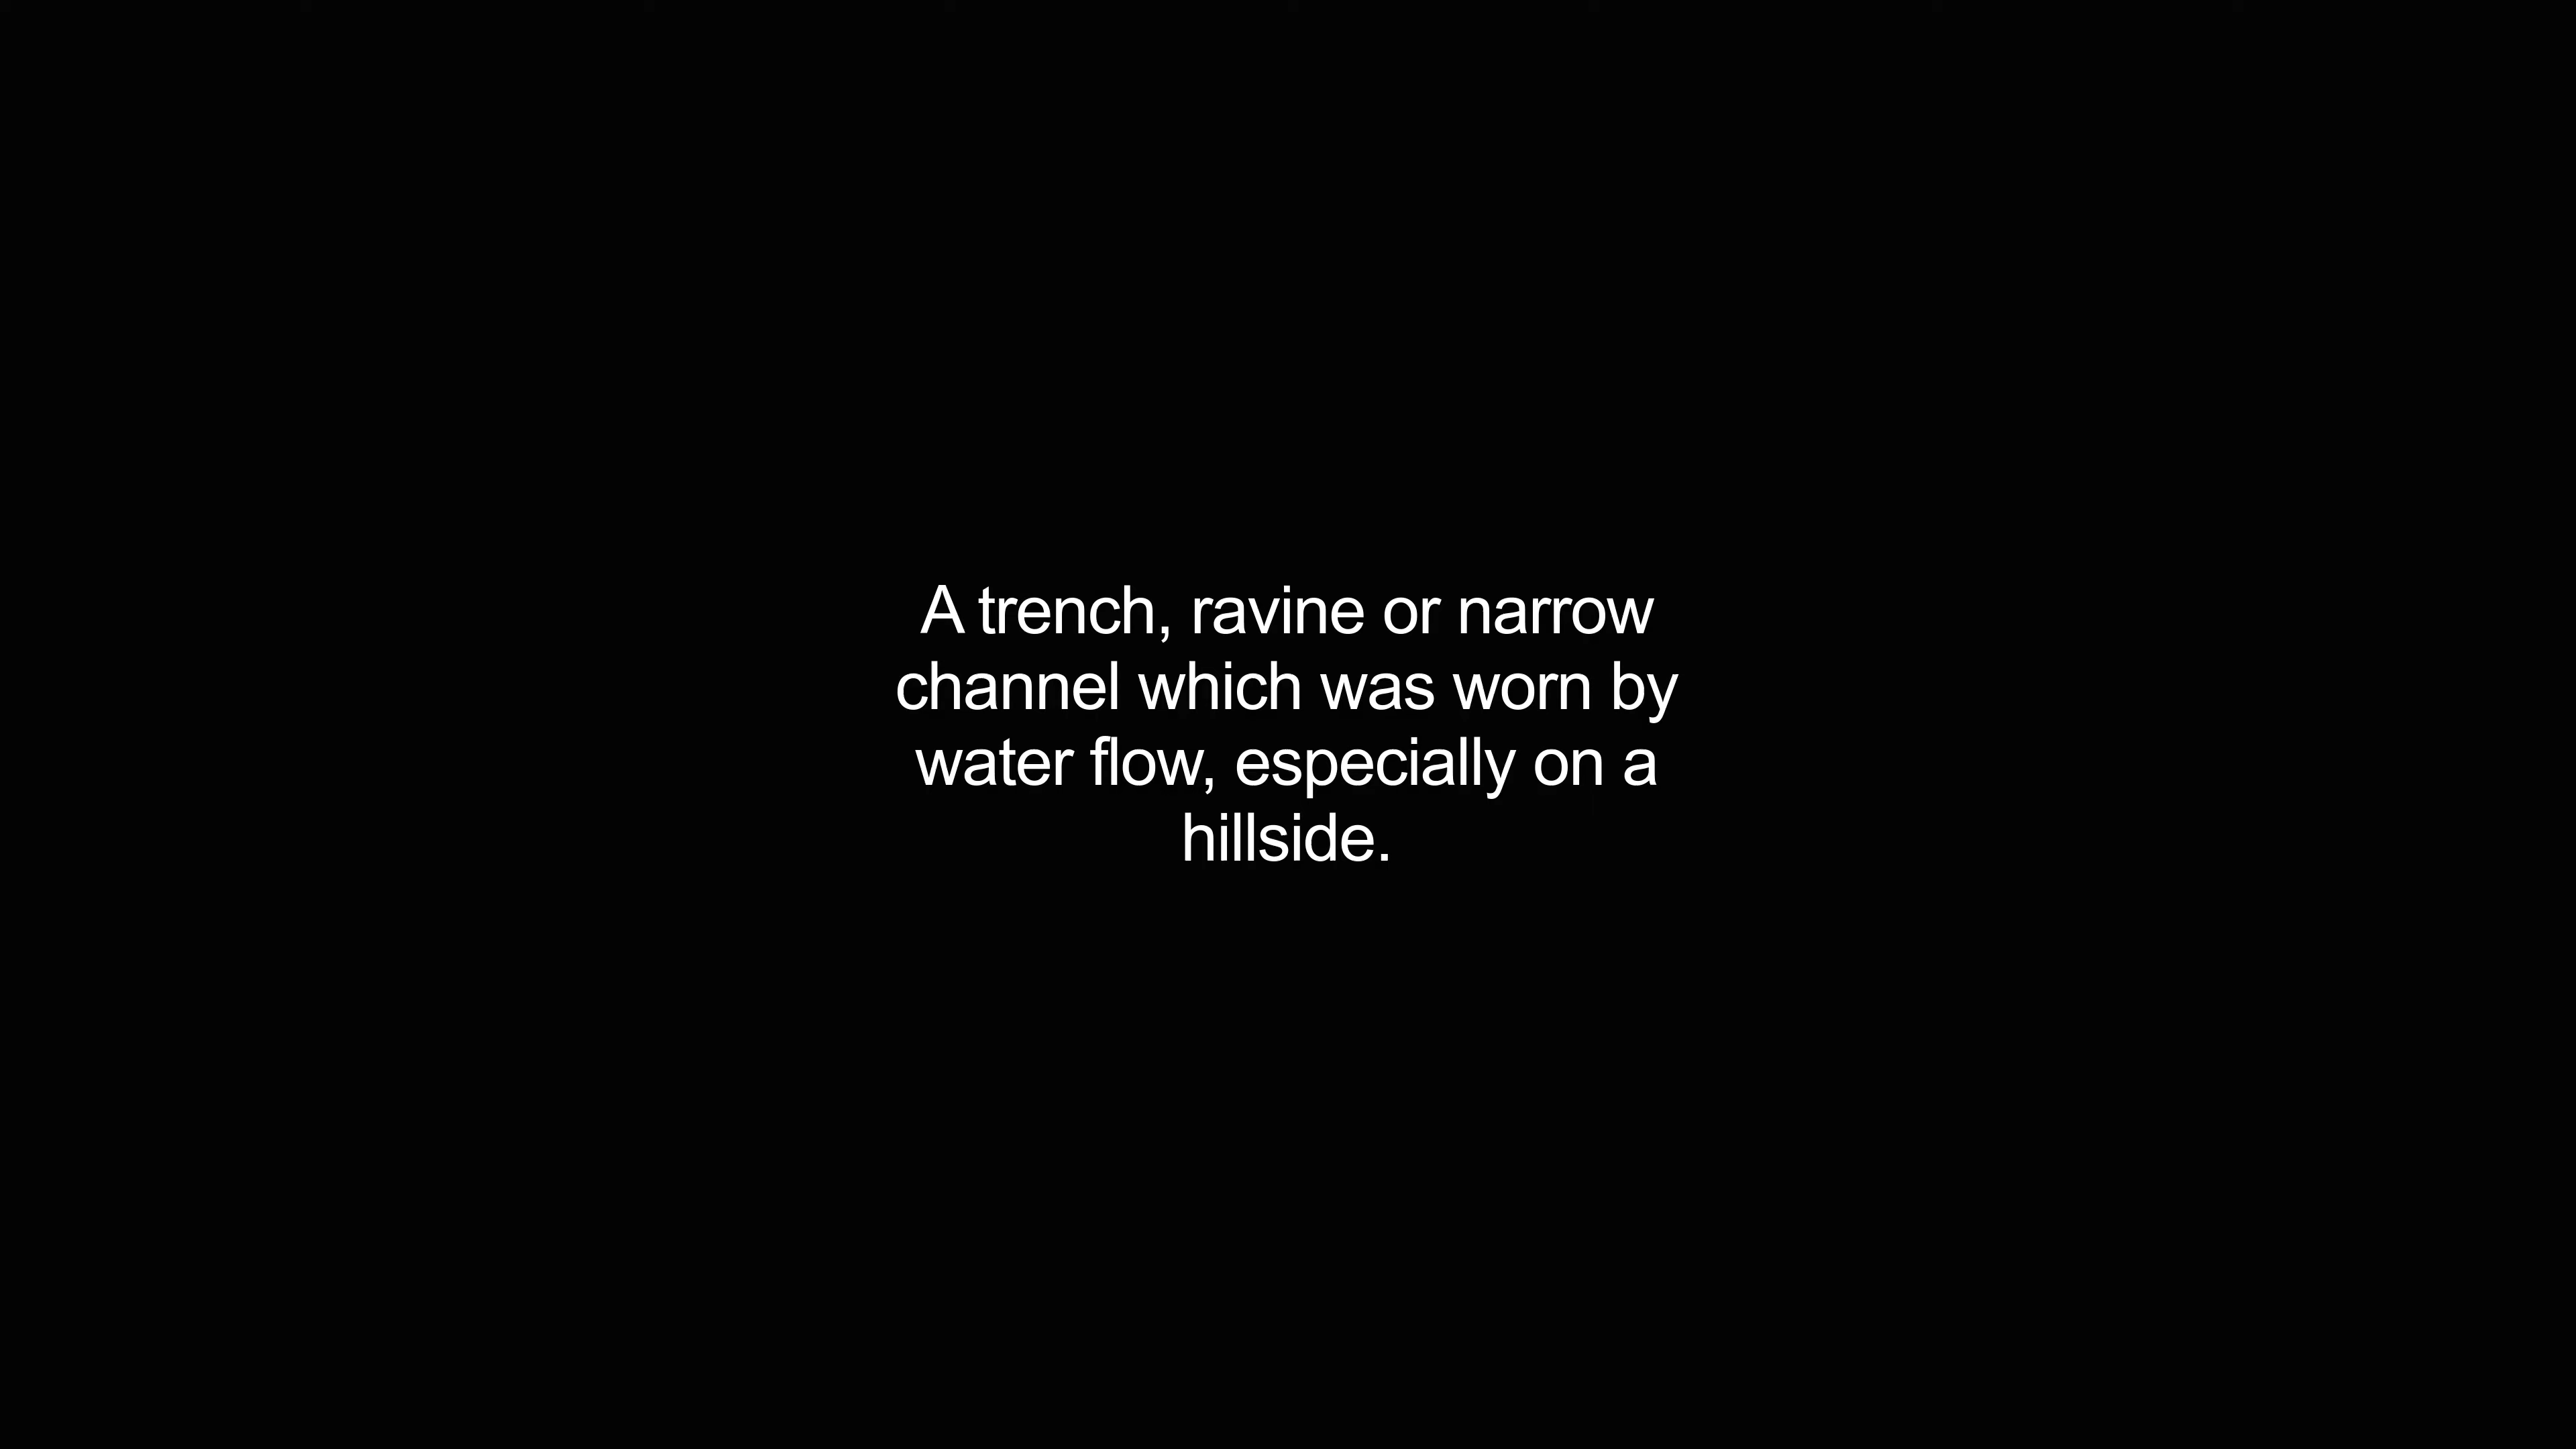 A trench, ravine or narrow
channel which was worn by
water flow, especially on a
hillside.